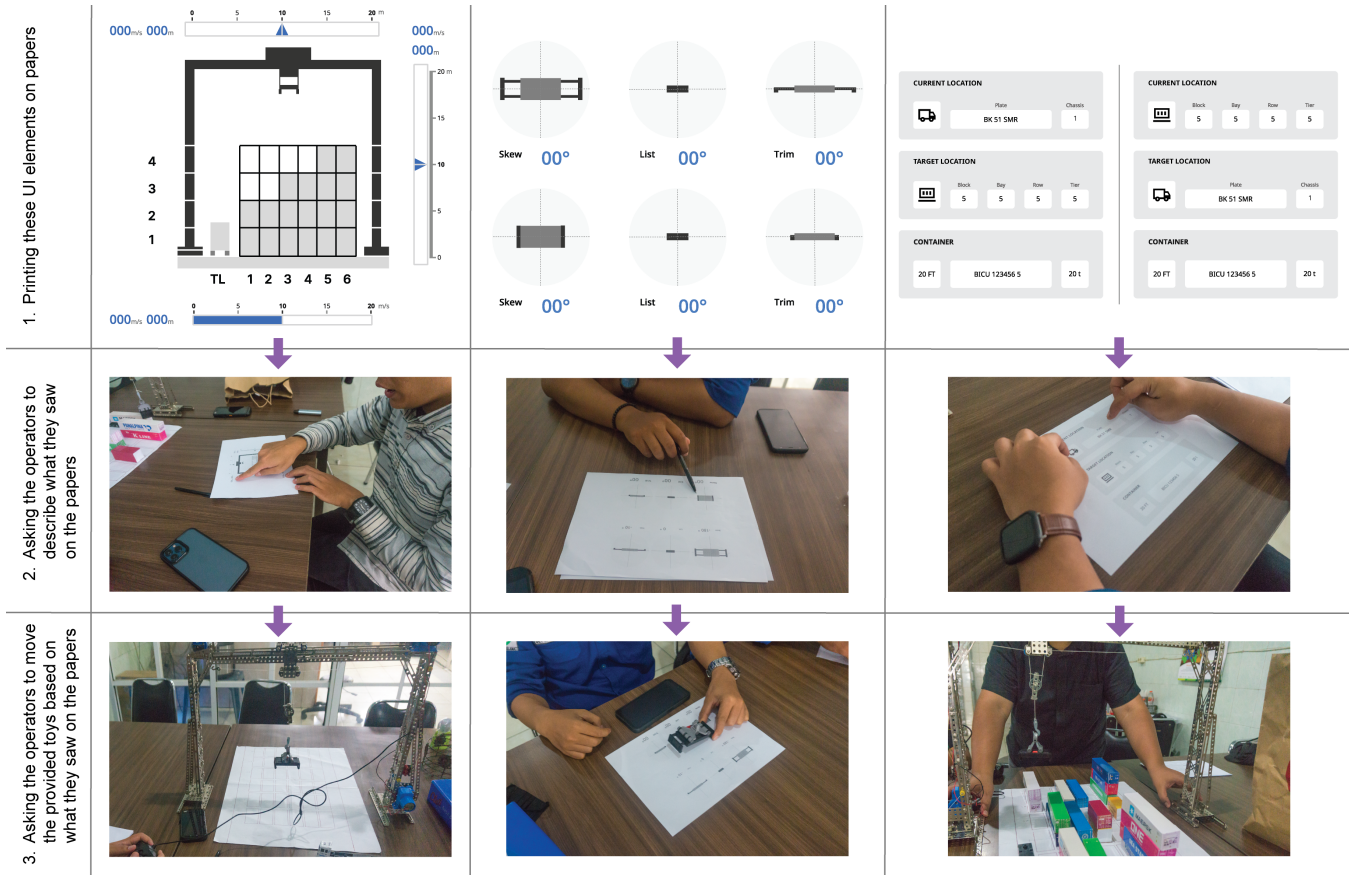 1. Printing these UI elements on papers
0 5 10 15 20 m
000m/s 000m
000m/s
000m
20 m
15
10
5
0
4
3
2
1
TL 1 2 3 4 5 6
0 5 10 15 20 m
000m/s 000m
Skew 00°
List 00°
Trim 00°
Skew 00°
List 00°
Trim 00°
CURRENT LOCATION
Plate Chassis
BK 51 SMR 1
TARGET LOCATION
Block Bay Row Tier
5 5 5 5
CONTAINER
20 FT BICU 123456 5 20 t
CURRENT LOCATION
Block Bay Row Tier
5 5 5 5
TARGET LOCATION
Plate Chassis
BK 51 SMR 1
CONTAINER
20 FT BICU 123456 5 20 t
2. Asking the operators to
describe what they saw
on the papers
K LINE
TARGET LOCATION
CONTAINER
3. Asking the operators to move
the provided toys based on
what they saw on the papers
ONE